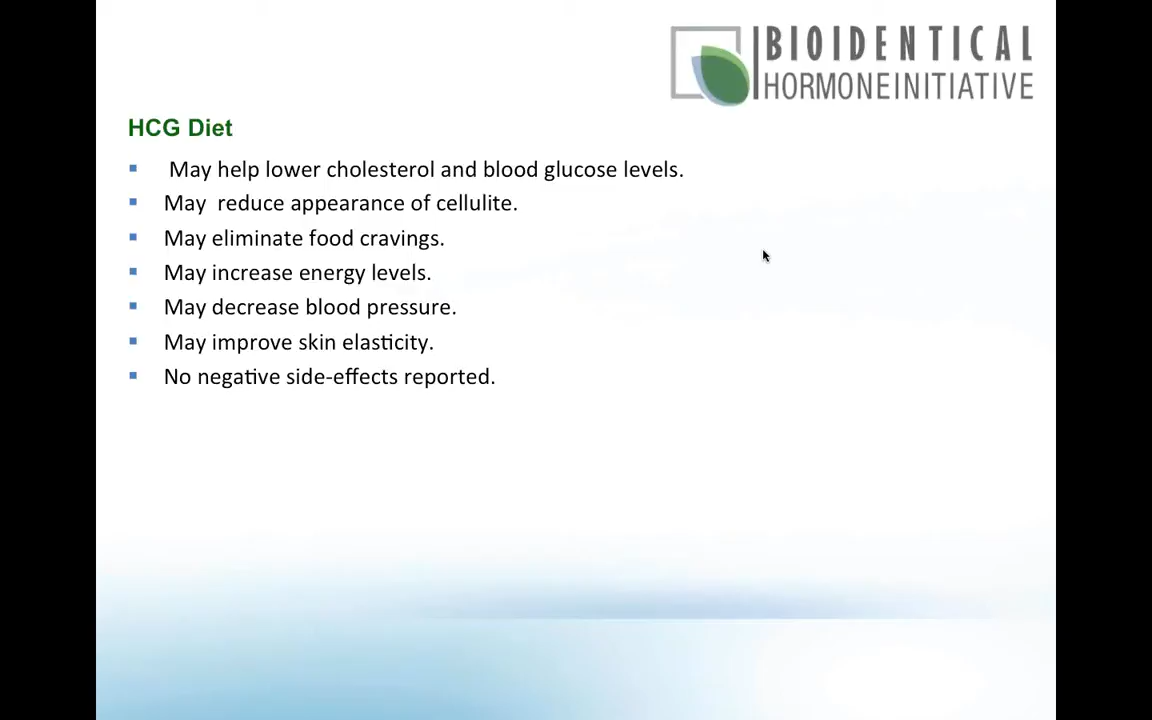 BIOIDENTICAL
HORMONEINITIATIVE
HCG Diet
May help lower cholesterol and blood glucose levels.
May  reduce appearance of cellulite.
May eliminate food cravings.
May increase energy levels.
May decrease blood pressure.
May improve skin elasticity.
No negative side-effects reported.